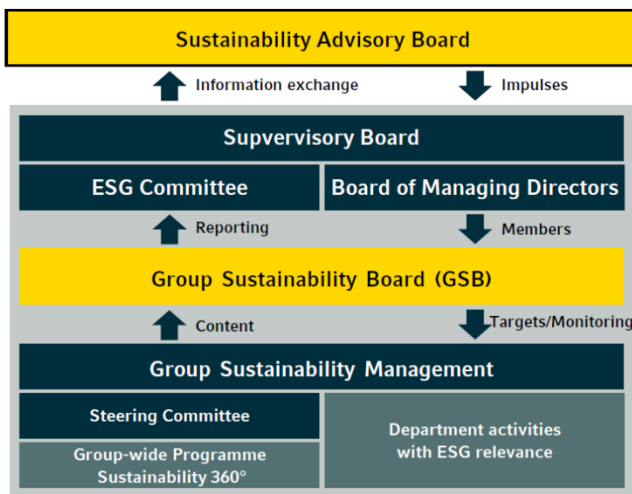 Sustainability Advisory Board
Information exchange
Impulses
Supvervisory Board
ESG Committee
Board of Managing Directors
Reporting
Members
Group Sustainability Board (GSB)
Content
Targets/Monitoring
Group Sustainability Management
Steering Committee
Group-wide Programme
Sustainability 360°
Department activities
with ESG relevance